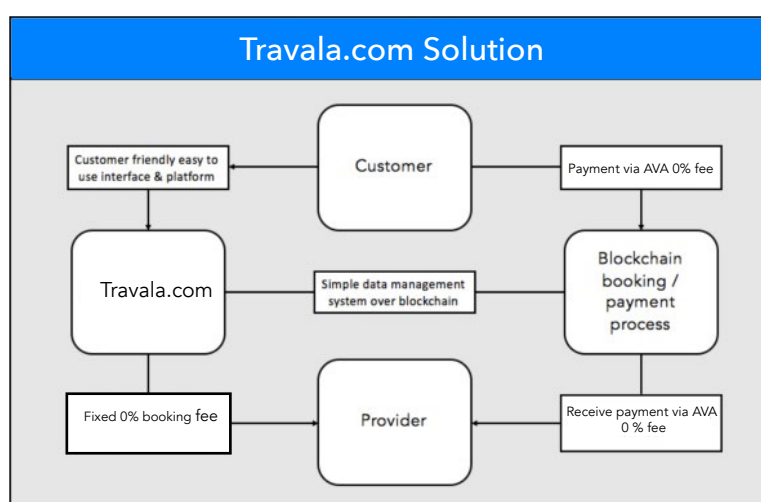 Travala.com Solution
Customer
Customer friendly easy to
use interface & platform
Payment via AVA 0% fee
Travala.com
Simple data management
system over blockchain
Blockchain
booking /
payment
process
Fixed 0% booking fee
Provider
Receive payment via AVA
0 % fee